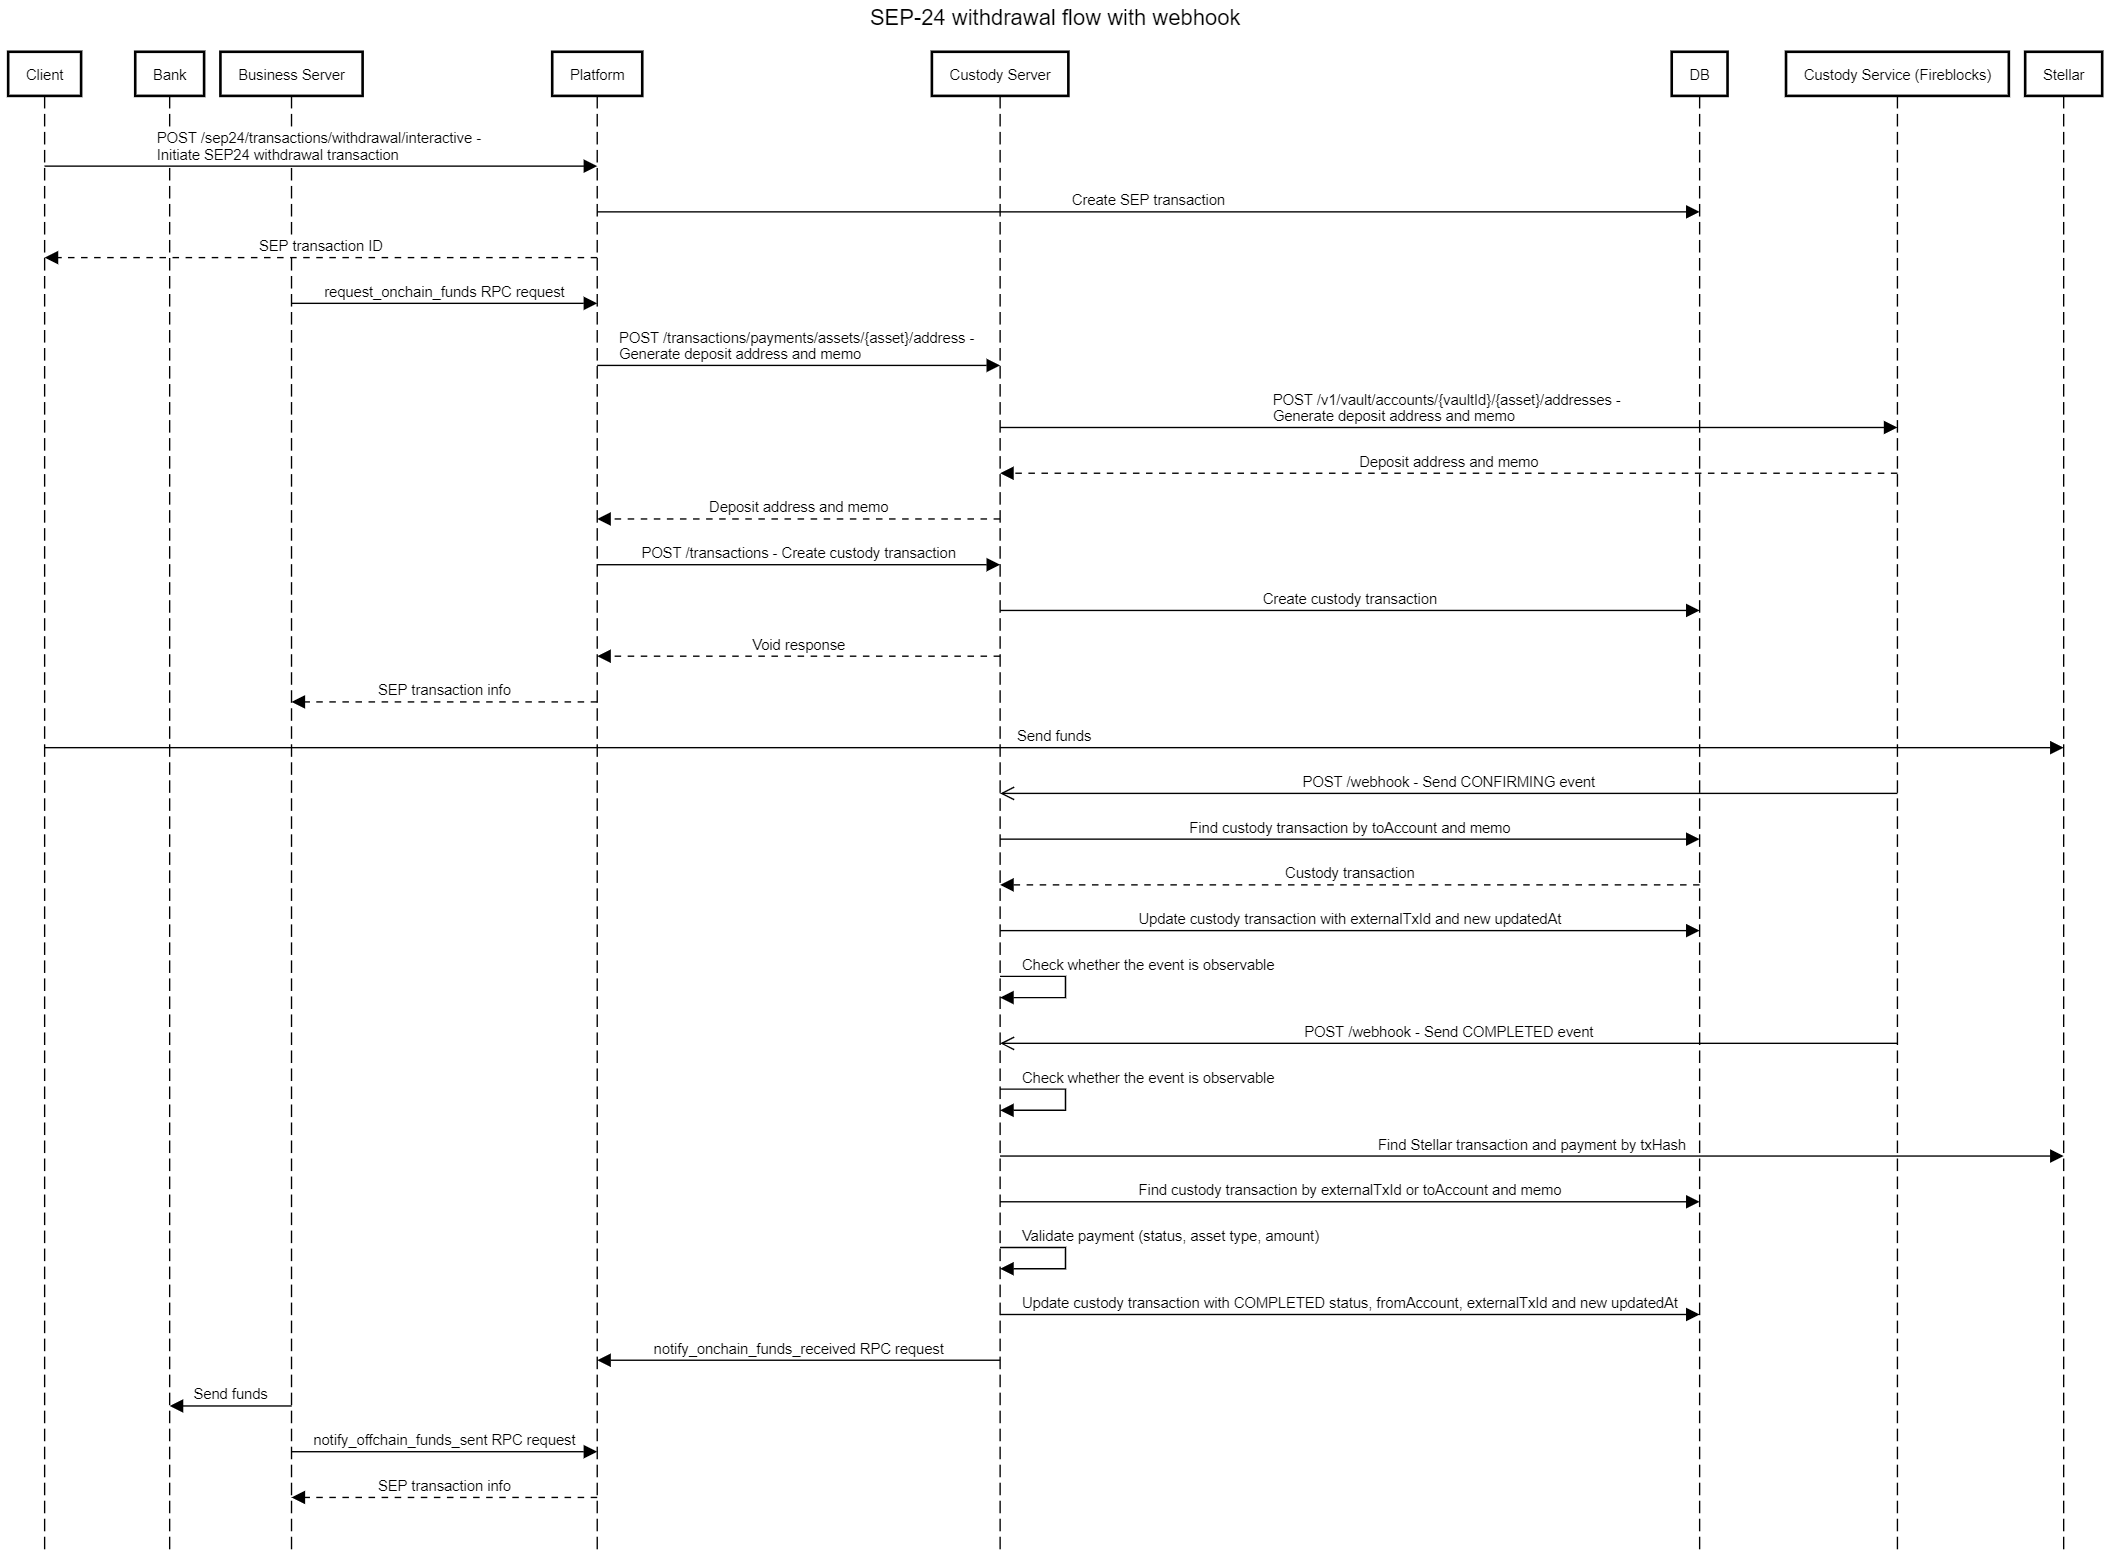 SEP-24 withdrawal flow with webhook
Client
Bank
Business Server
Platform
Custody Server
DB
Custody Service (Fireblocks)
Stellar
POST /sep24/transactions/withdrawal/interactive -
Initiate SEP24 withdrawal transaction
Create SEP transaction
SEP transaction ID
request_onchain_funds RPC request
POST /transactions/payments/assets/{asset}/address -
Generate deposit address and memo
POST /v1/vault/accounts/{vaultId}/{asset}/addresses -
Generate deposit address and memo
Deposit address and memo
Deposit address and memo
POST /transactions - Create custody transaction
Create custody transaction
Void response
SEP transaction info
Send funds
POST /webhook - Send CONFIRMING event
Find custody transaction by toAccount and memo
Custody transaction
Update custody transaction with externalTxId and new updatedAt
Check whether the event is observable
POST /webhook - Send COMPLETED event
Check whether the event is observable
Find Stellar transaction and payment by txHash
Find custody transaction by externalTxId or toAccount and memo
Validate payment (status, asset type, amount)
Update custody transaction with COMPLETED status, fromAccount, externalTxId and new updatedAt
notify_onchain_funds_received RPC request
Send funds
notify_offchain_funds_sent RPC request
SEP transaction info